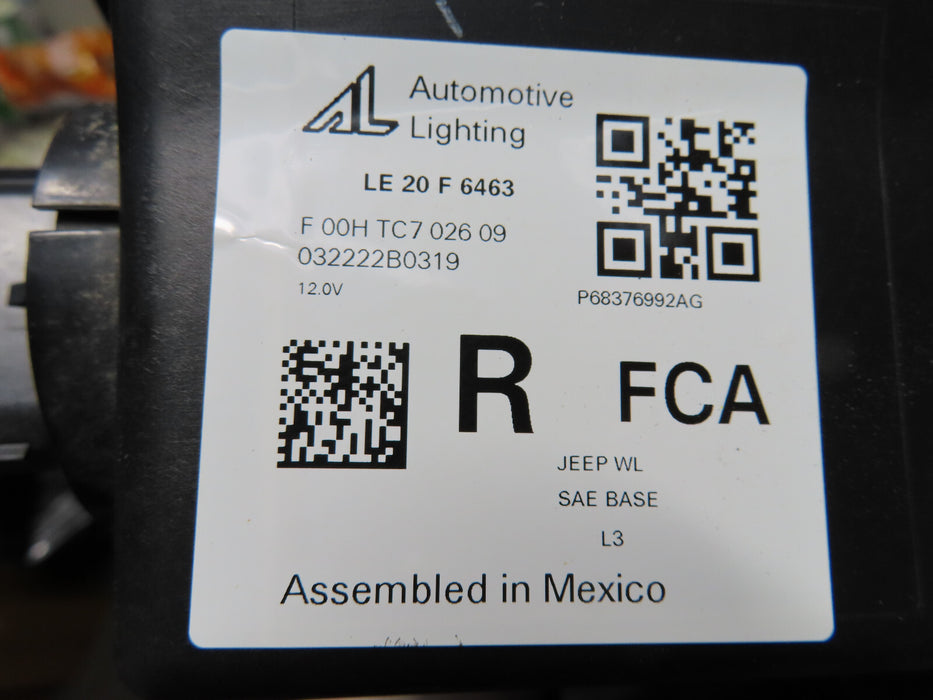 AL Automotive
Lighting
LE 20 F 6463
F 00H TC7 026 09
032222B0319
12.0V
P68376992AG
R FCA
JEEP WL
SAE BASE
L3
Assembled in Mexico